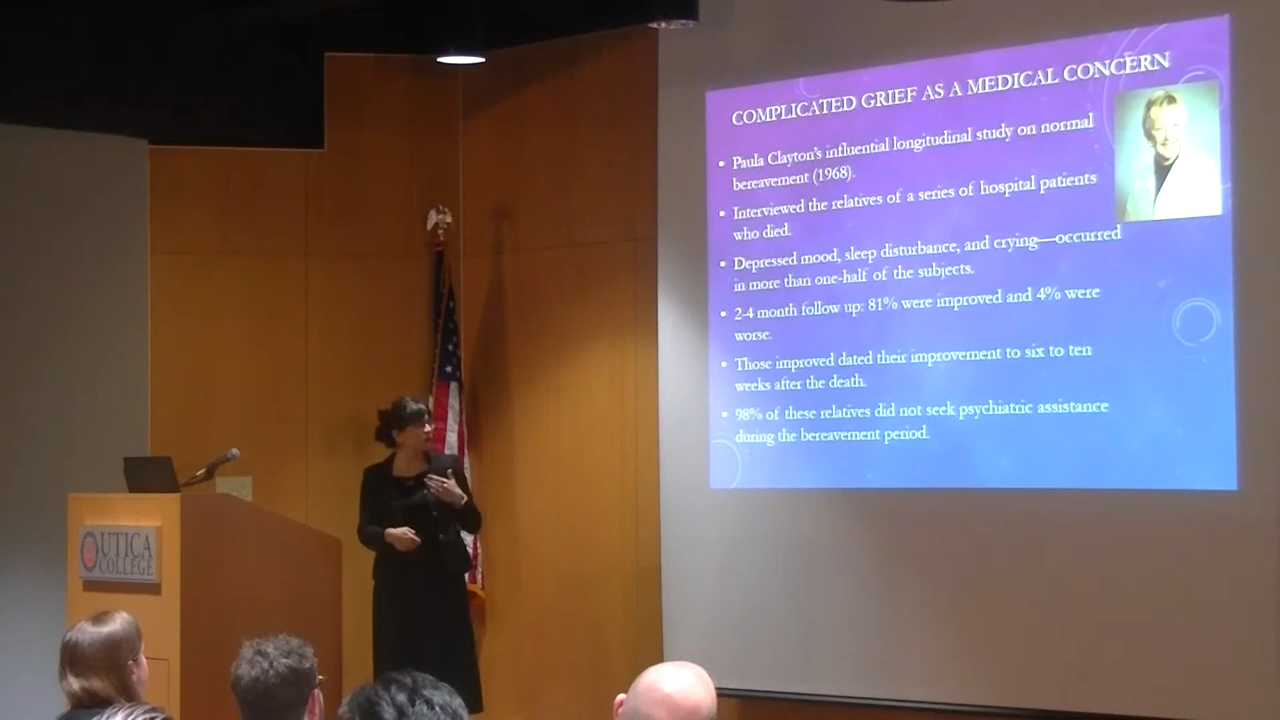 COMPLICATED GRIEF AS A MEDICAL CONCERN
• Paula Clayton's influential longitudinal study on normal
bereavement (1968).
• Interviewed the relatives of a series of hospital patients
who died.
• Depressed mood, sleep disturbance, and crying—occurred
in more than one-half of the subjects.
• 2-4 month follow up: 81% were improved and 4% were
worse.
• Those improved dated their improvement to six to ten
weeks after the death.
• 98% of these relatives did not seek psychiatric assistance
during the bereavement period.
UTICA
COLLEGE